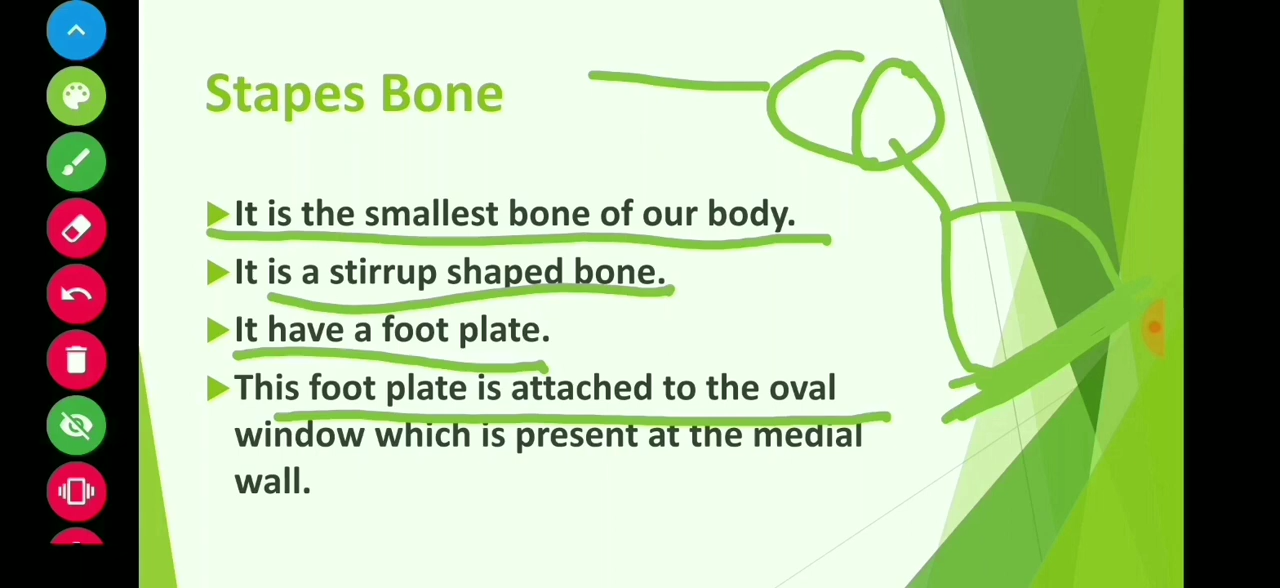 Stapes Bone
It is the smallest bone of our body.
It is a stirrup shaped bone.
It have a foot plate.
This foot plate is attached to the oval
window which is present at the medial
wall.